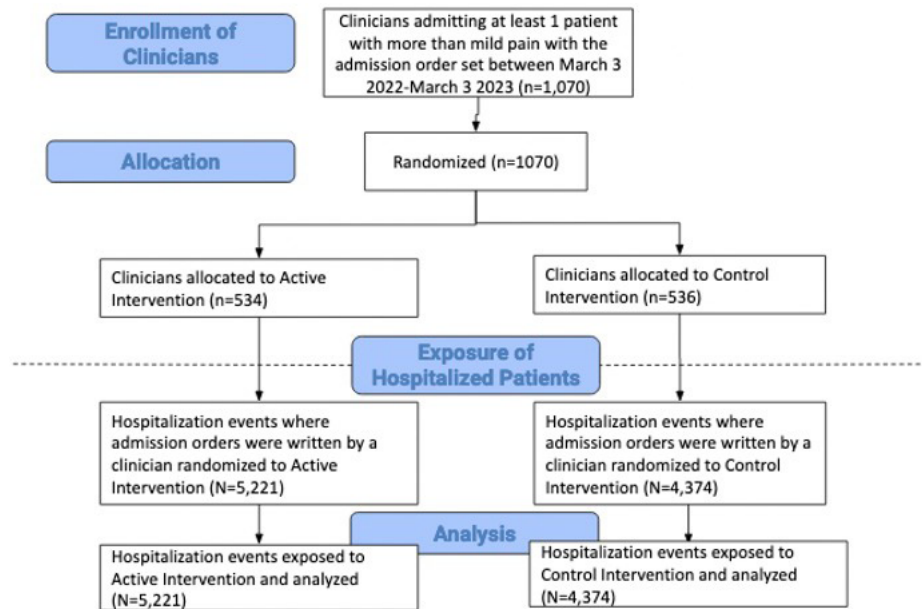 Enrollment of
Clinicians
Clinicians admitting at least 1 patient
with more than mild pain with the
admission order set between March 3
2022-March 3 2023 (n=1,070)
Allocation
Randomized (n=1070)
Clinicians allocated to Active
Intervention (n=534)
Clinicians allocated to Control
Intervention (n=536)
Exposure of
Hospitalized Patients
Hospitalization events where
admission orders were written by a
clinician randomized to Active
Intervention (N=5,221)
Hospitalization events where
admission orders were written by a
clinician randomized to Control
Intervention (N=4,374)
Analysis
Hospitalization events exposed to
Active Intervention and analyzed
(N=5,221)
Hospitalization events exposed to
Control Intervention and analyzed
(N=4,374)